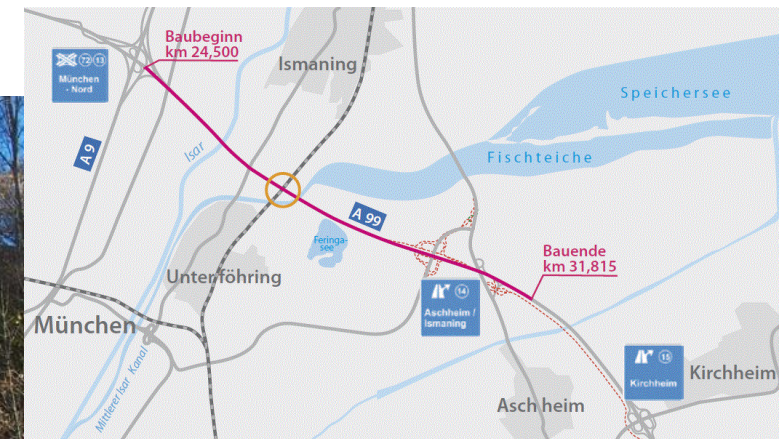 Baubeginn
km 24,500
72 13
München
- Nord
Ismaning
Speichersee
A 9
Isar
Fischteiche
A 99
Feringa-
see
Bauende
km 31,815
Unterföhring
14
Aschheim /
Ismaning
München
15
Kirchheim
Kirchheim
Mittlerer Isar Kanal
Aschheim